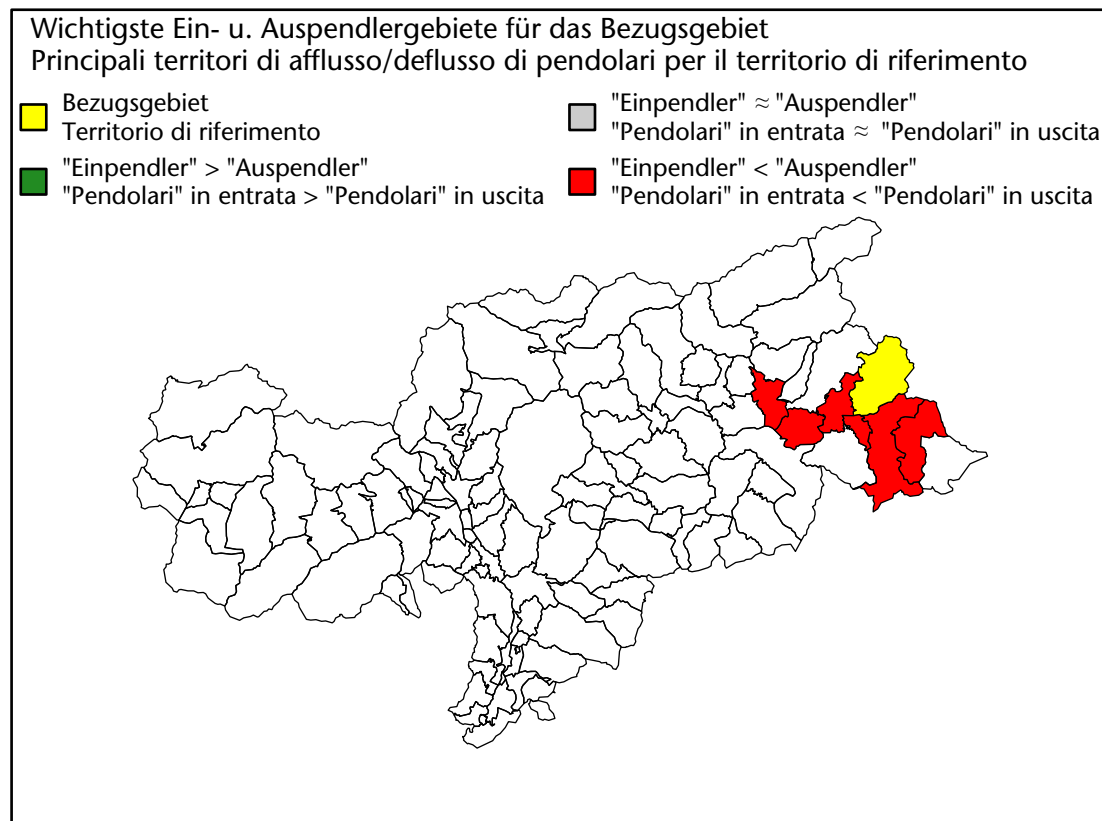 Wichtigste Ein- u. Auspendlergebiete für das Bezugsgebiet
Principali territori di afflusso/deflusso di pendolari per il territorio di riferimento
Bezugsgebiet
Territorio di riferimento
"Einpendler" > "Auspendler"
"Pendolari" in entrata > "Pendolari" in uscita
"Einpendler" ≈ "Auspendler"
"Pendolari" in entrata ≈ "Pendolari" in uscita
"Einpendler" < "Auspendler"
"Pendolari" in entrata < "Pendolari" in uscita